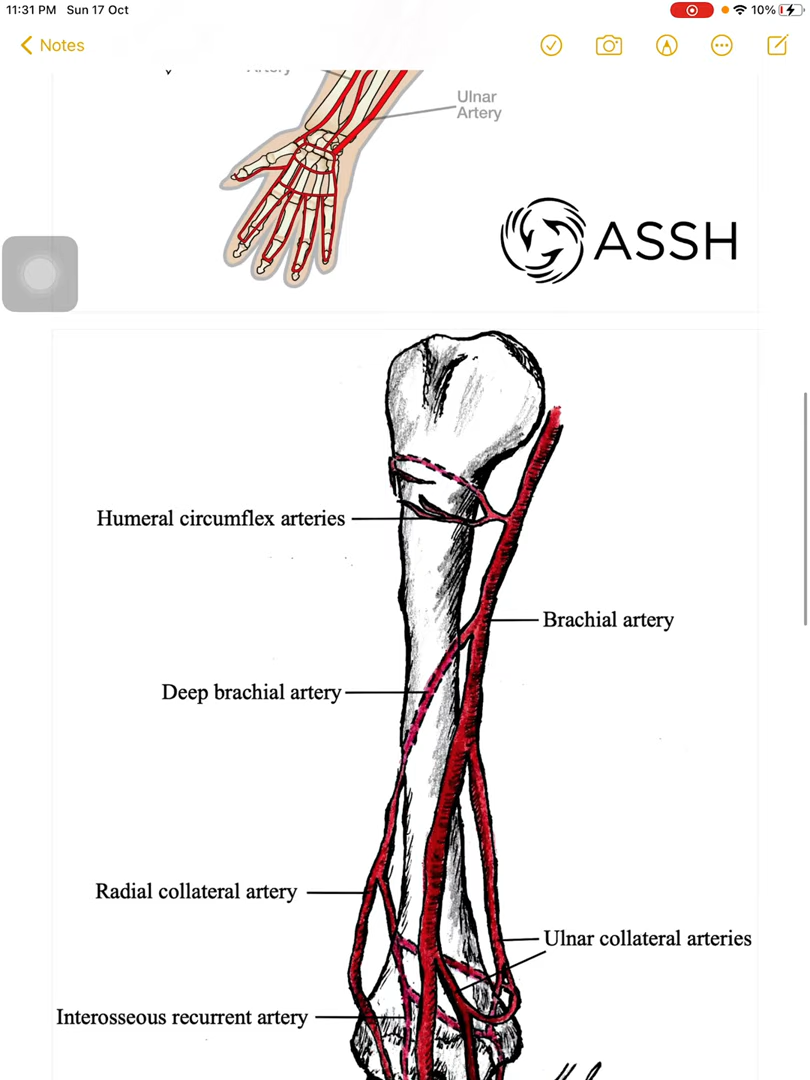 11:31 PM Sun 17 Oct
10%
Notes
Artery
Ulnar
Artery
ASSH
Humeral circumflex arteries
Brachial artery
Deep brachial artery
Radial collateral artery
Ulnar collateral arteries
Interosseous recurrent artery